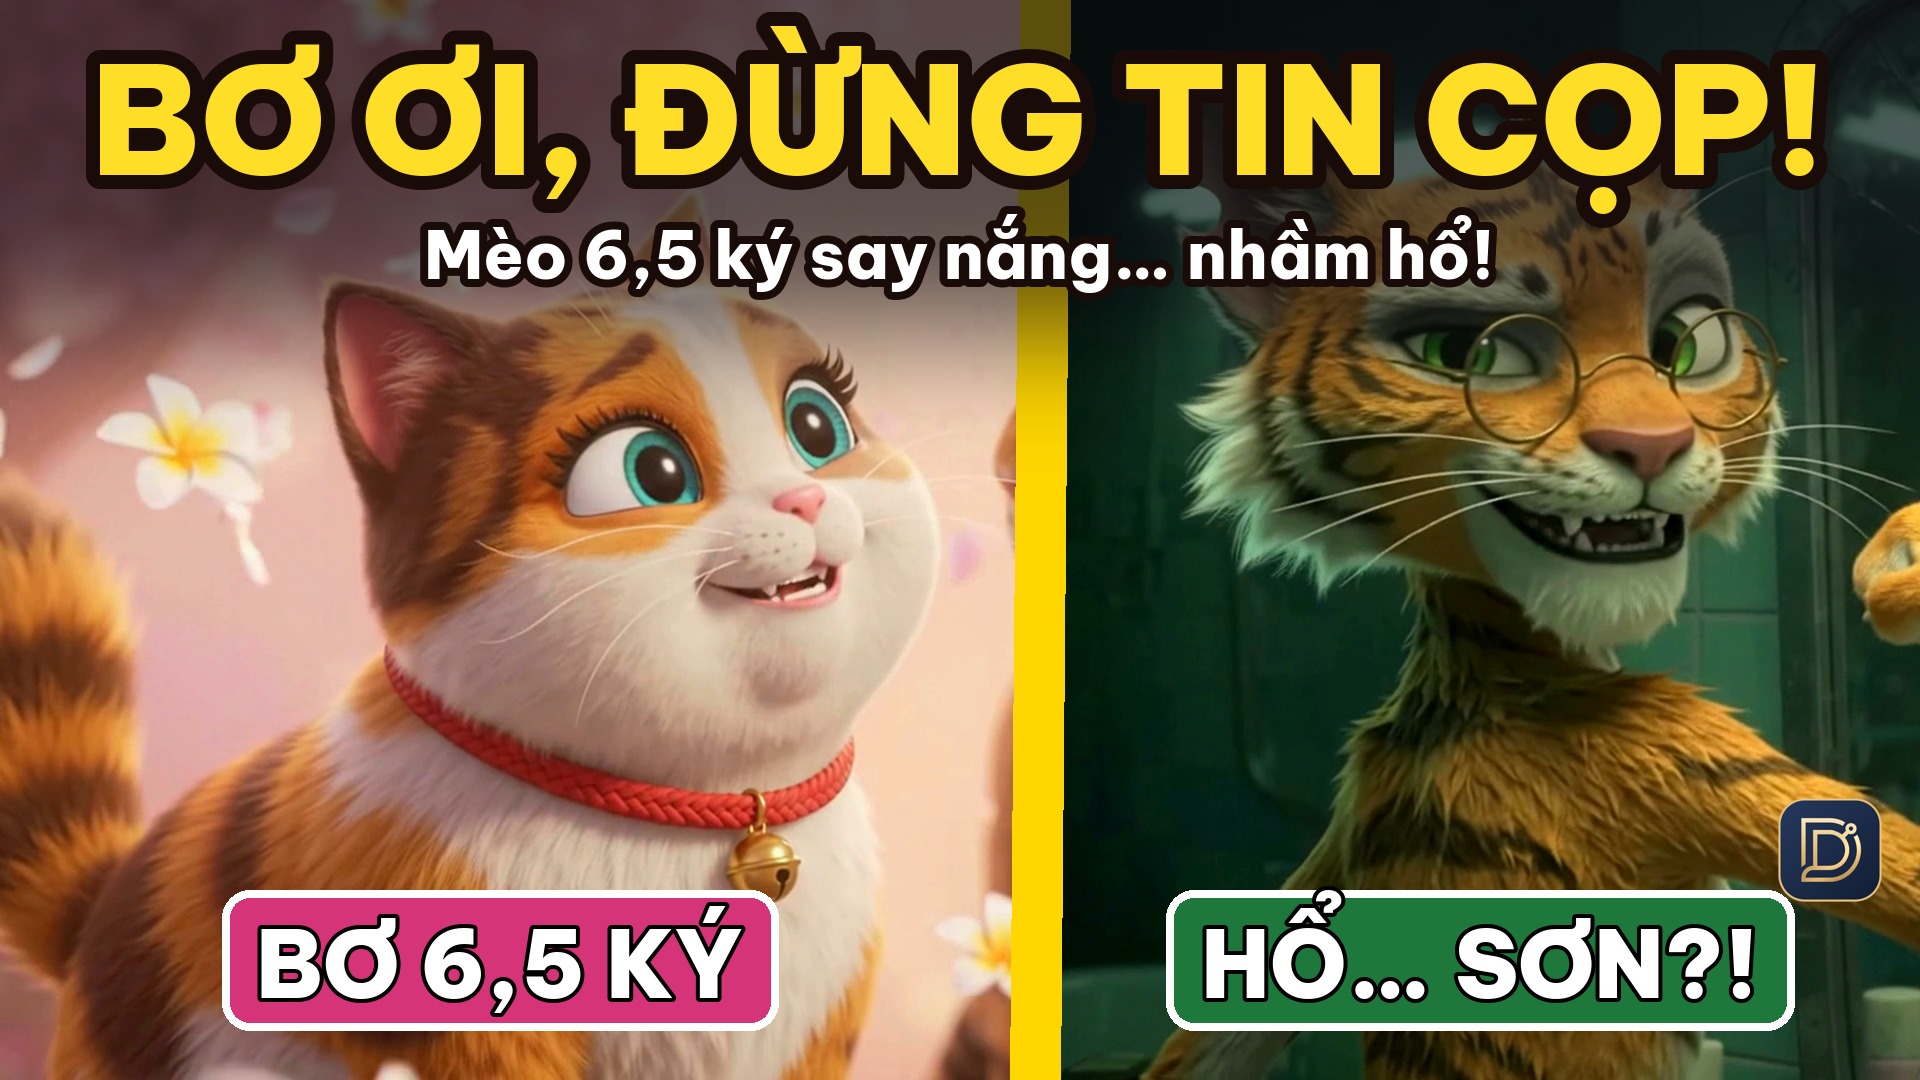 BƠ ƠI, ĐỪNG TIN CỌP!
Mèo 6,5 ký say nắng... nhầm hổ!
BƠ 6,5 KÝ
HỔ... SƠN?!